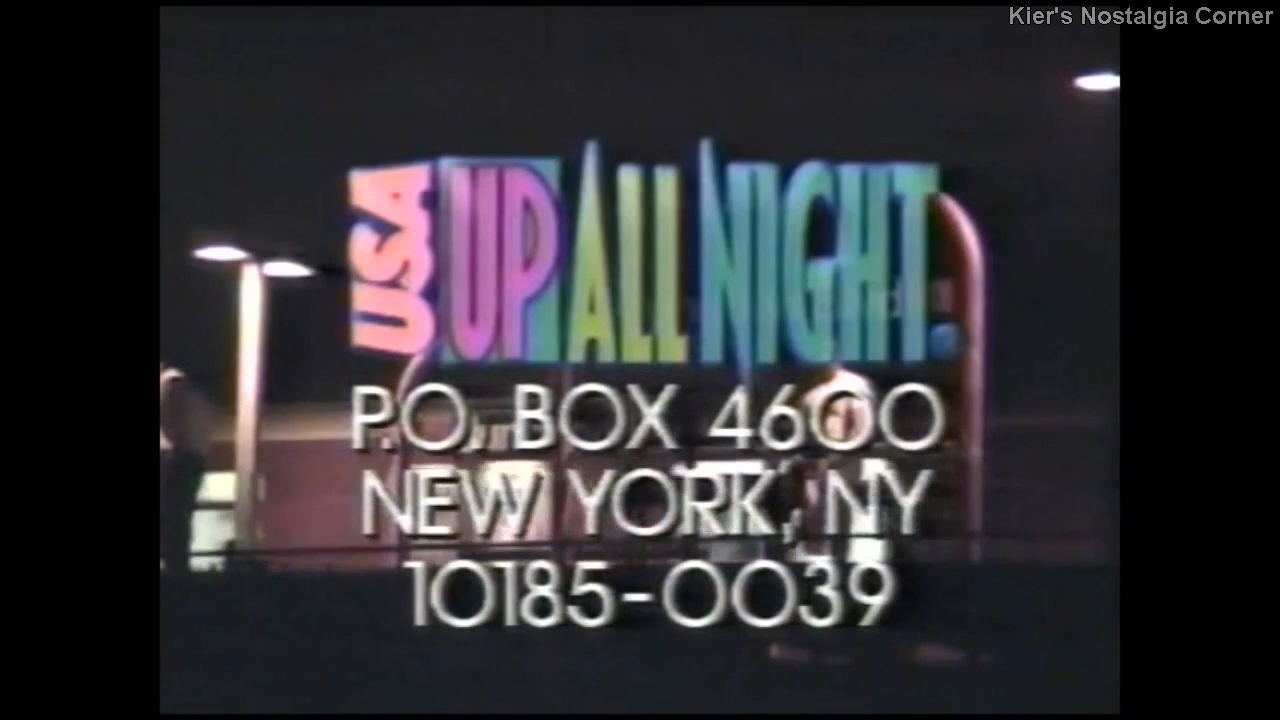 Kier's Nostalgia Corner
USA UP ALL NIGHT
P.O. BOX 4600
NEW YORK, NY
10185-0039